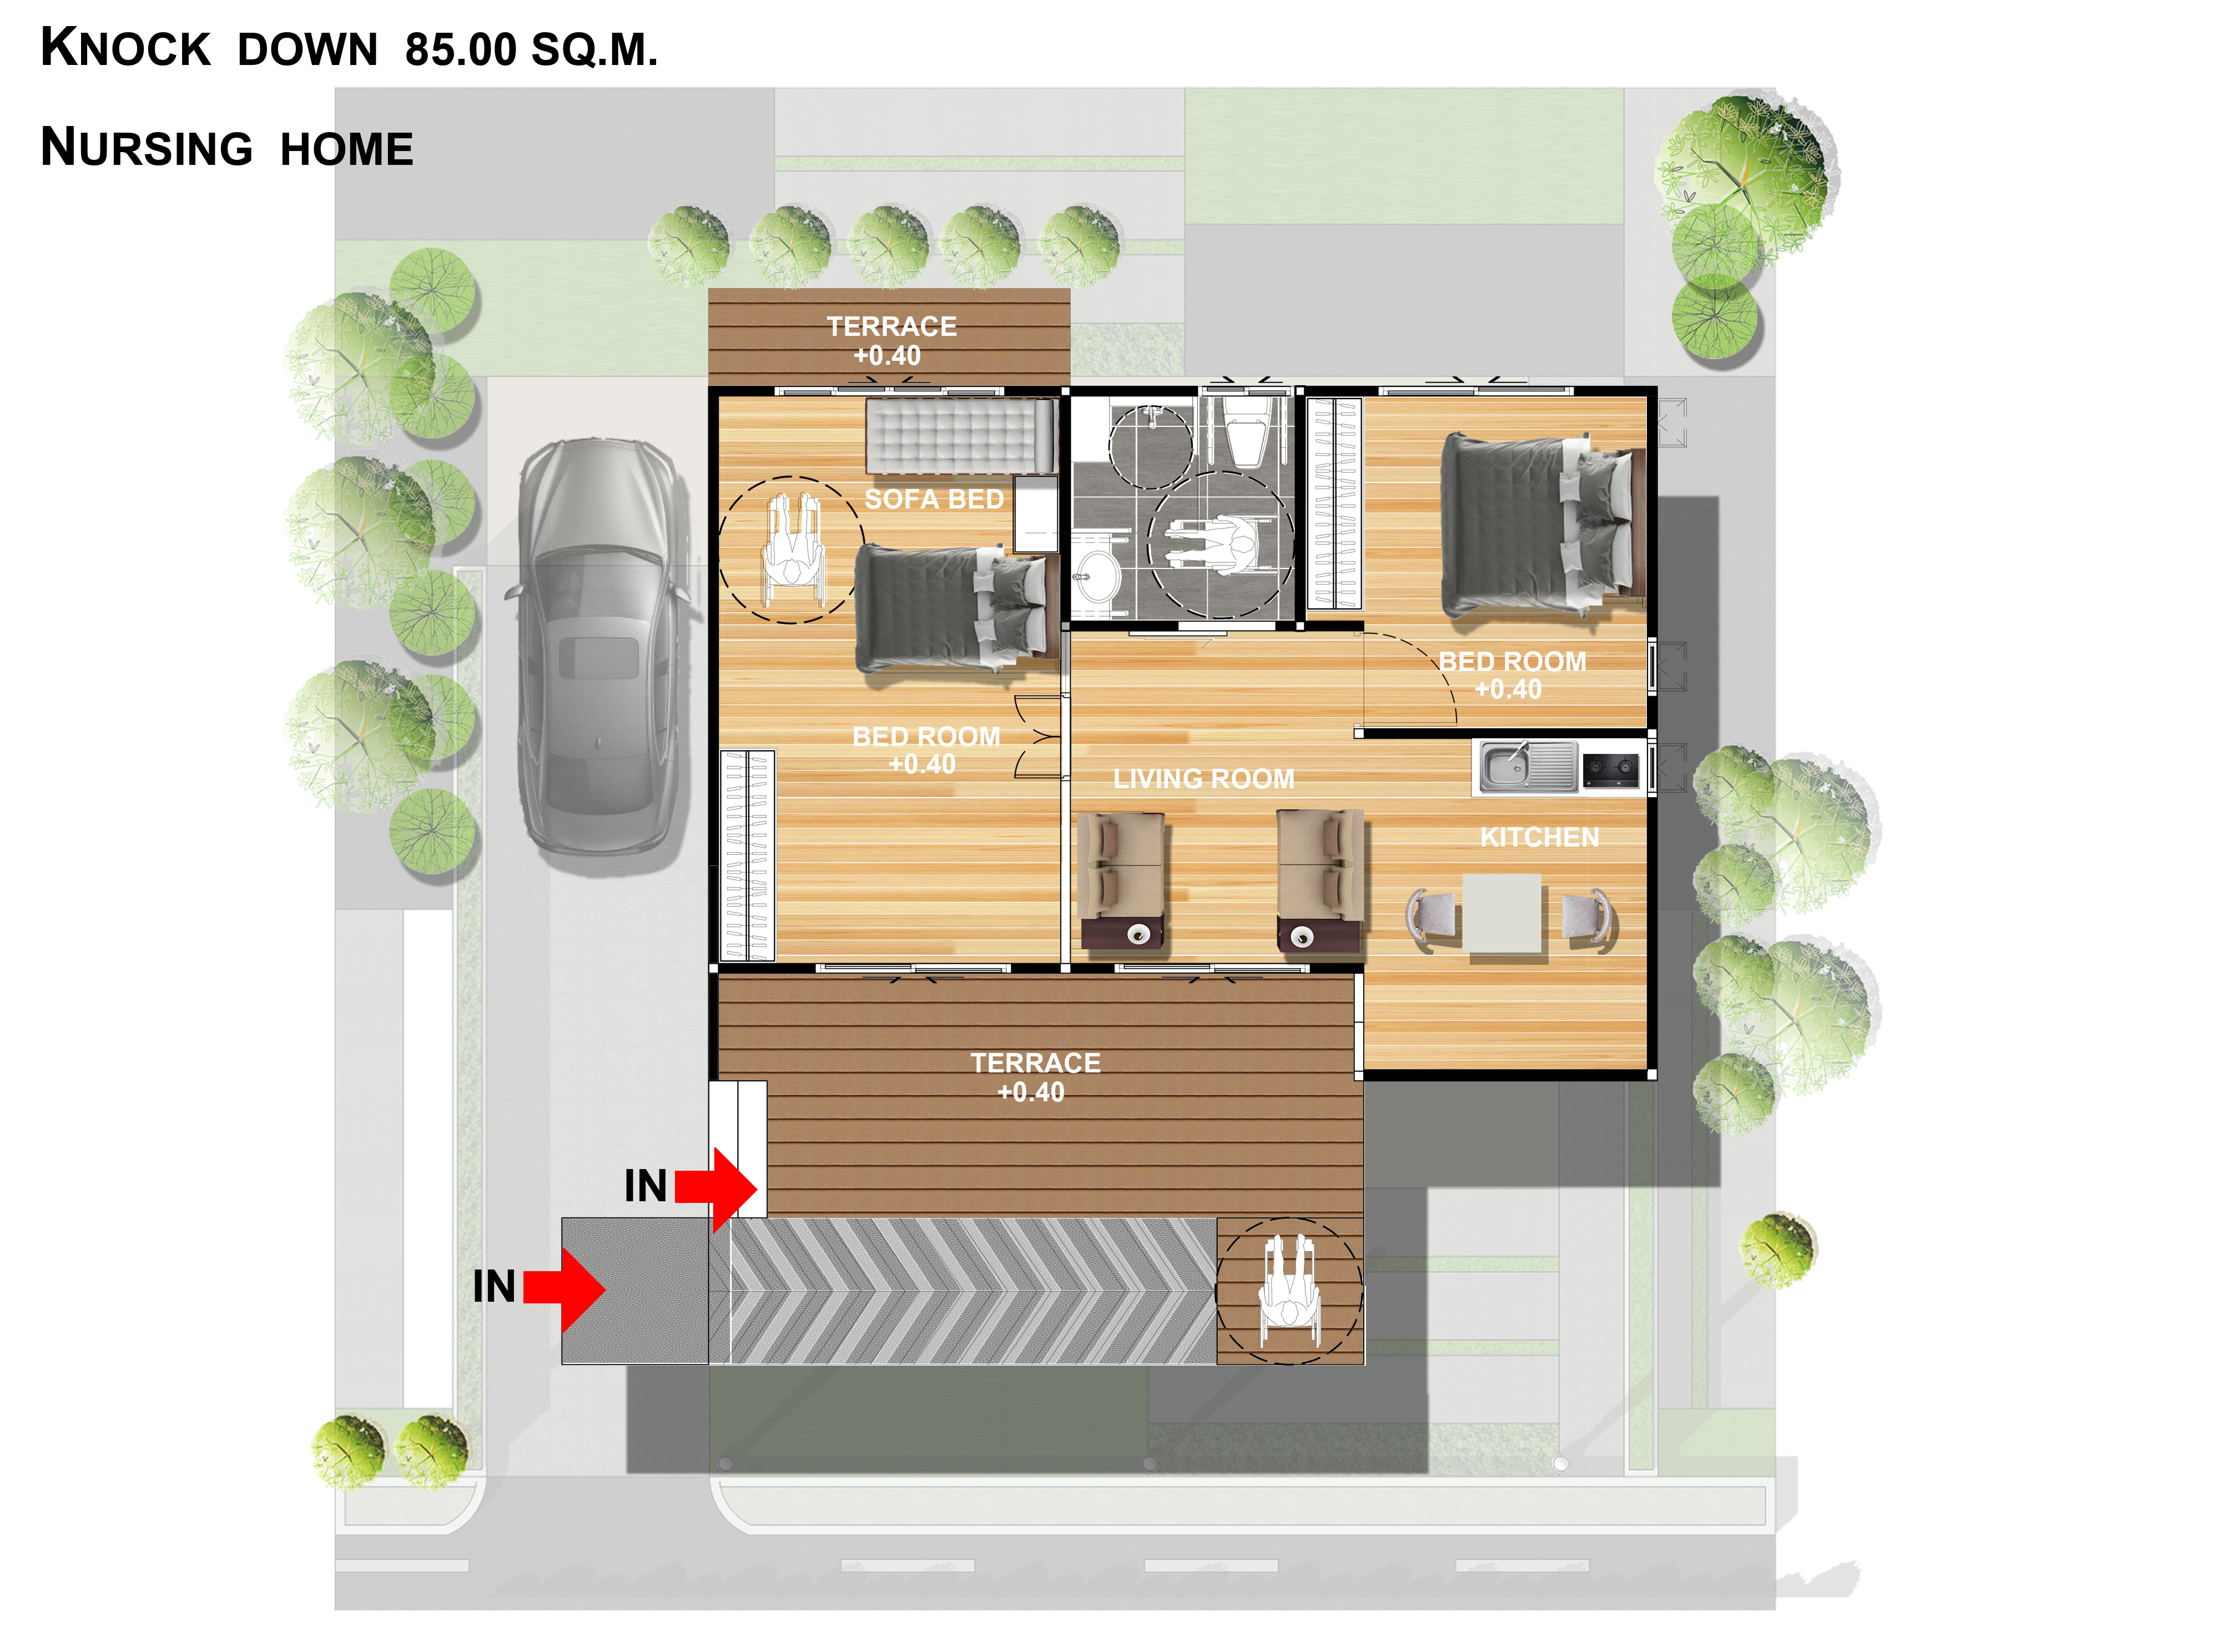 KNOCK DOWN 85.00 SQ.M.
NURSING HOME
TERRACE
+0.40
SOFA BED
BED ROOM
+0.40
BED ROOM
+0.40
LIVING ROOM
KITCHEN
TERRACE
+0.40
IN
IN